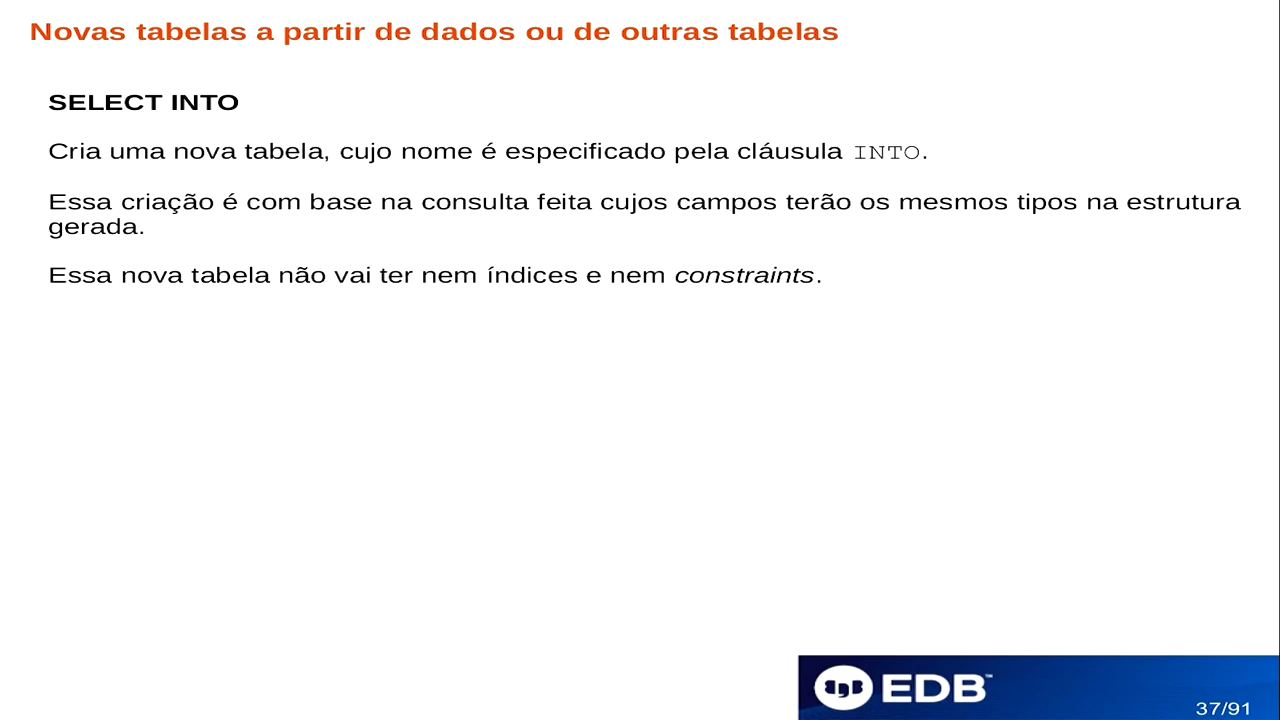 Novas tabelas a partir de dados ou de outras tabelas
SELECT INTO
Cria uma nova tabela, cujo nome é especificado pela cláusula INTO.
Essa criação é com base na consulta feita cujos campos terão os mesmos tipos na estrutura
gerada.
Essa nova tabela não vai ter nem índices e nem constraints.
EDB™
37/91